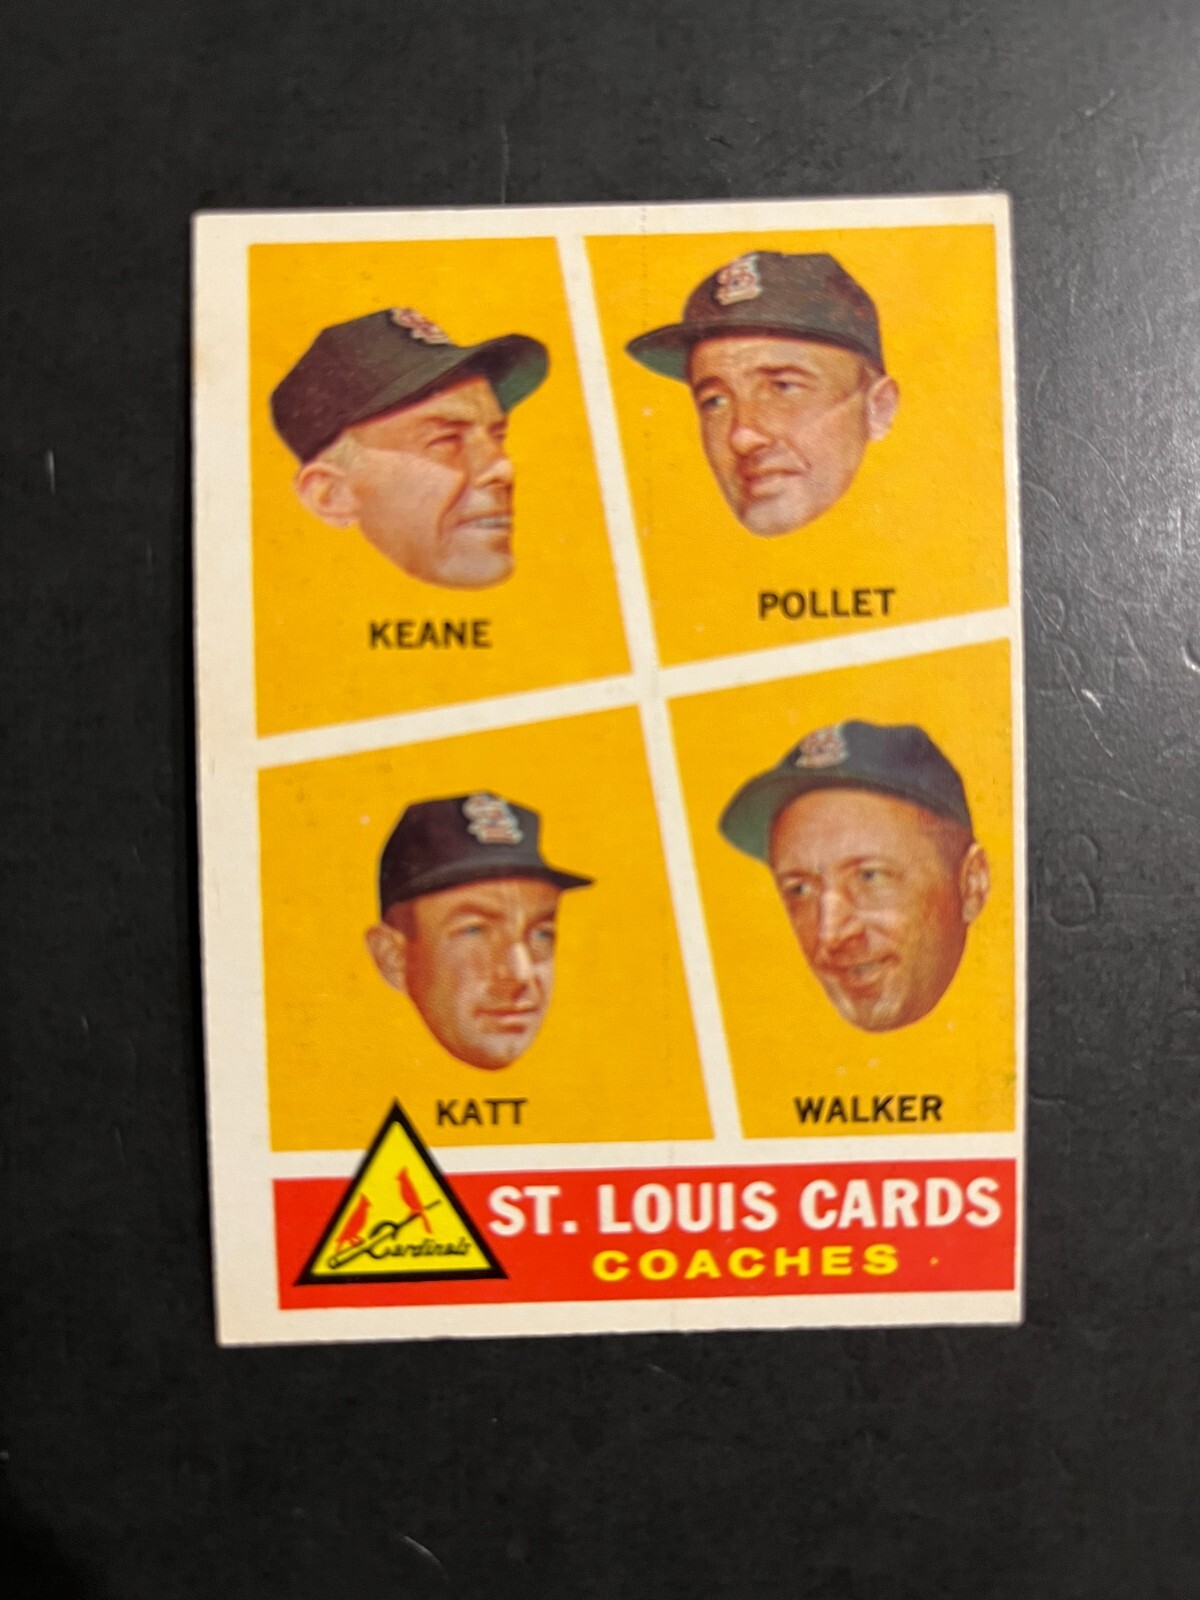 KEANE
POLLET
KATT
WALKER
Cardinals
ST. LOUIS CARDS
COACHES